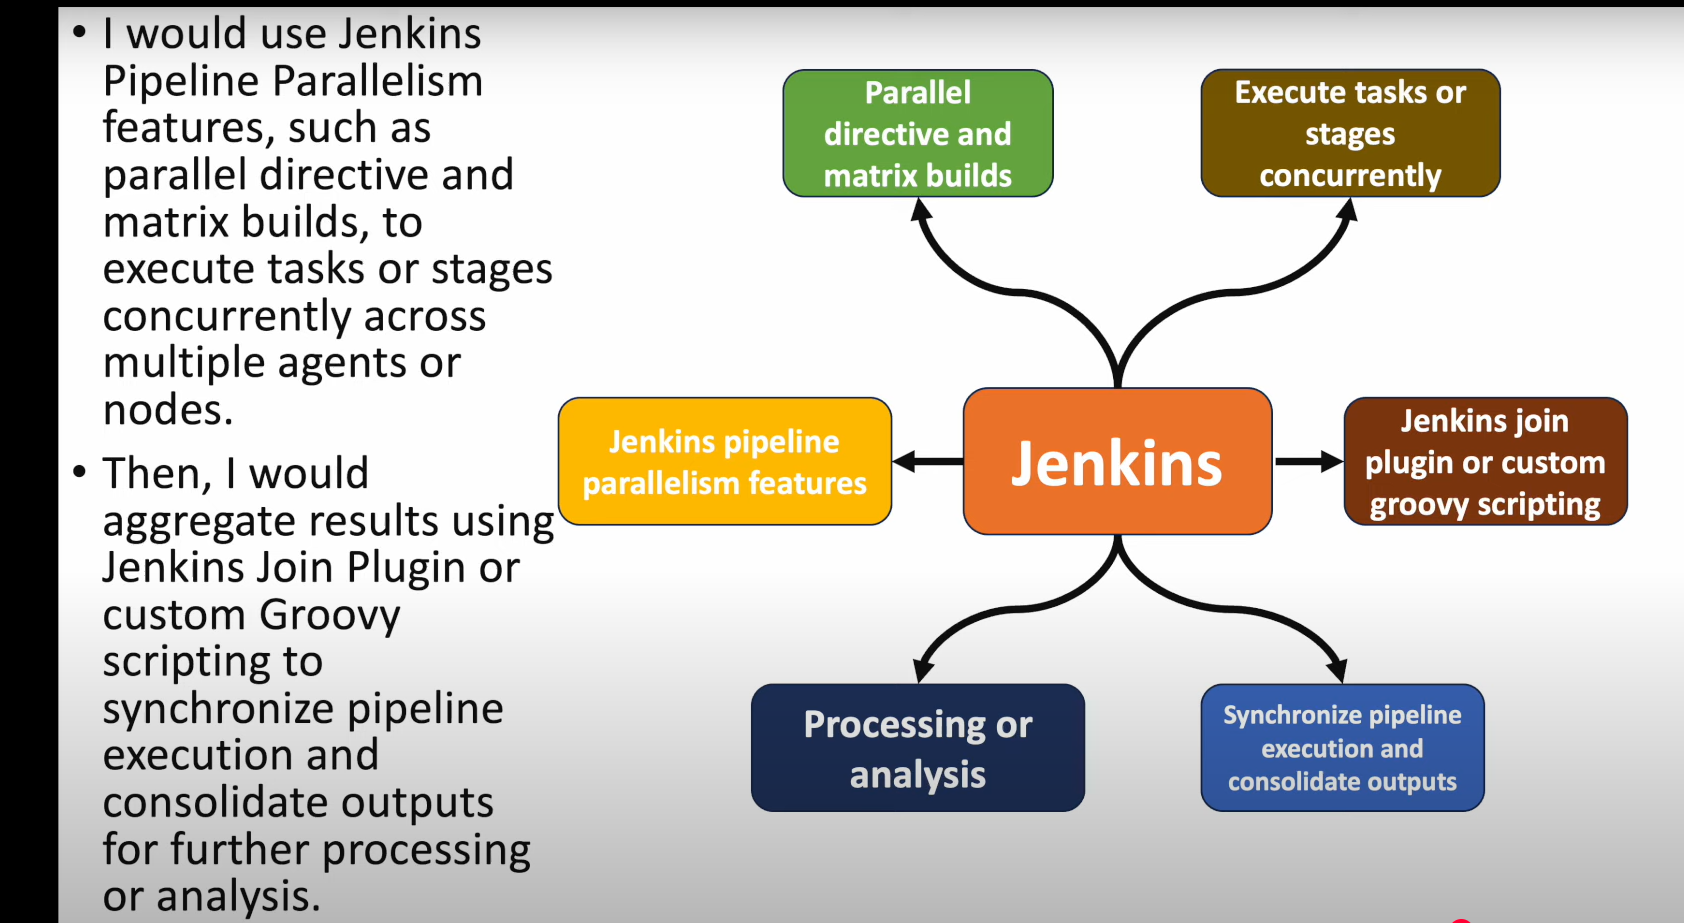 • I would use Jenkins
Pipeline Parallelism
features, such as
parallel directive and
matrix builds, to
execute tasks or stages
concurrently across
multiple agents or
nodes.
• Then, I would
aggregate results using
Jenkins Join Plugin or
custom Groovy
scripting to
synchronize pipeline
execution and
consolidate outputs
for further processing
or analysis.
Parallel
directive and
matrix builds
Execute tasks or
stages
concurrently
Jenkins pipeline
parallelism features
Jenkins
Jenkins join
plugin or custom
groovy scripting
Processing or
analysis
Synchronize pipeline
execution and
consolidate outputs